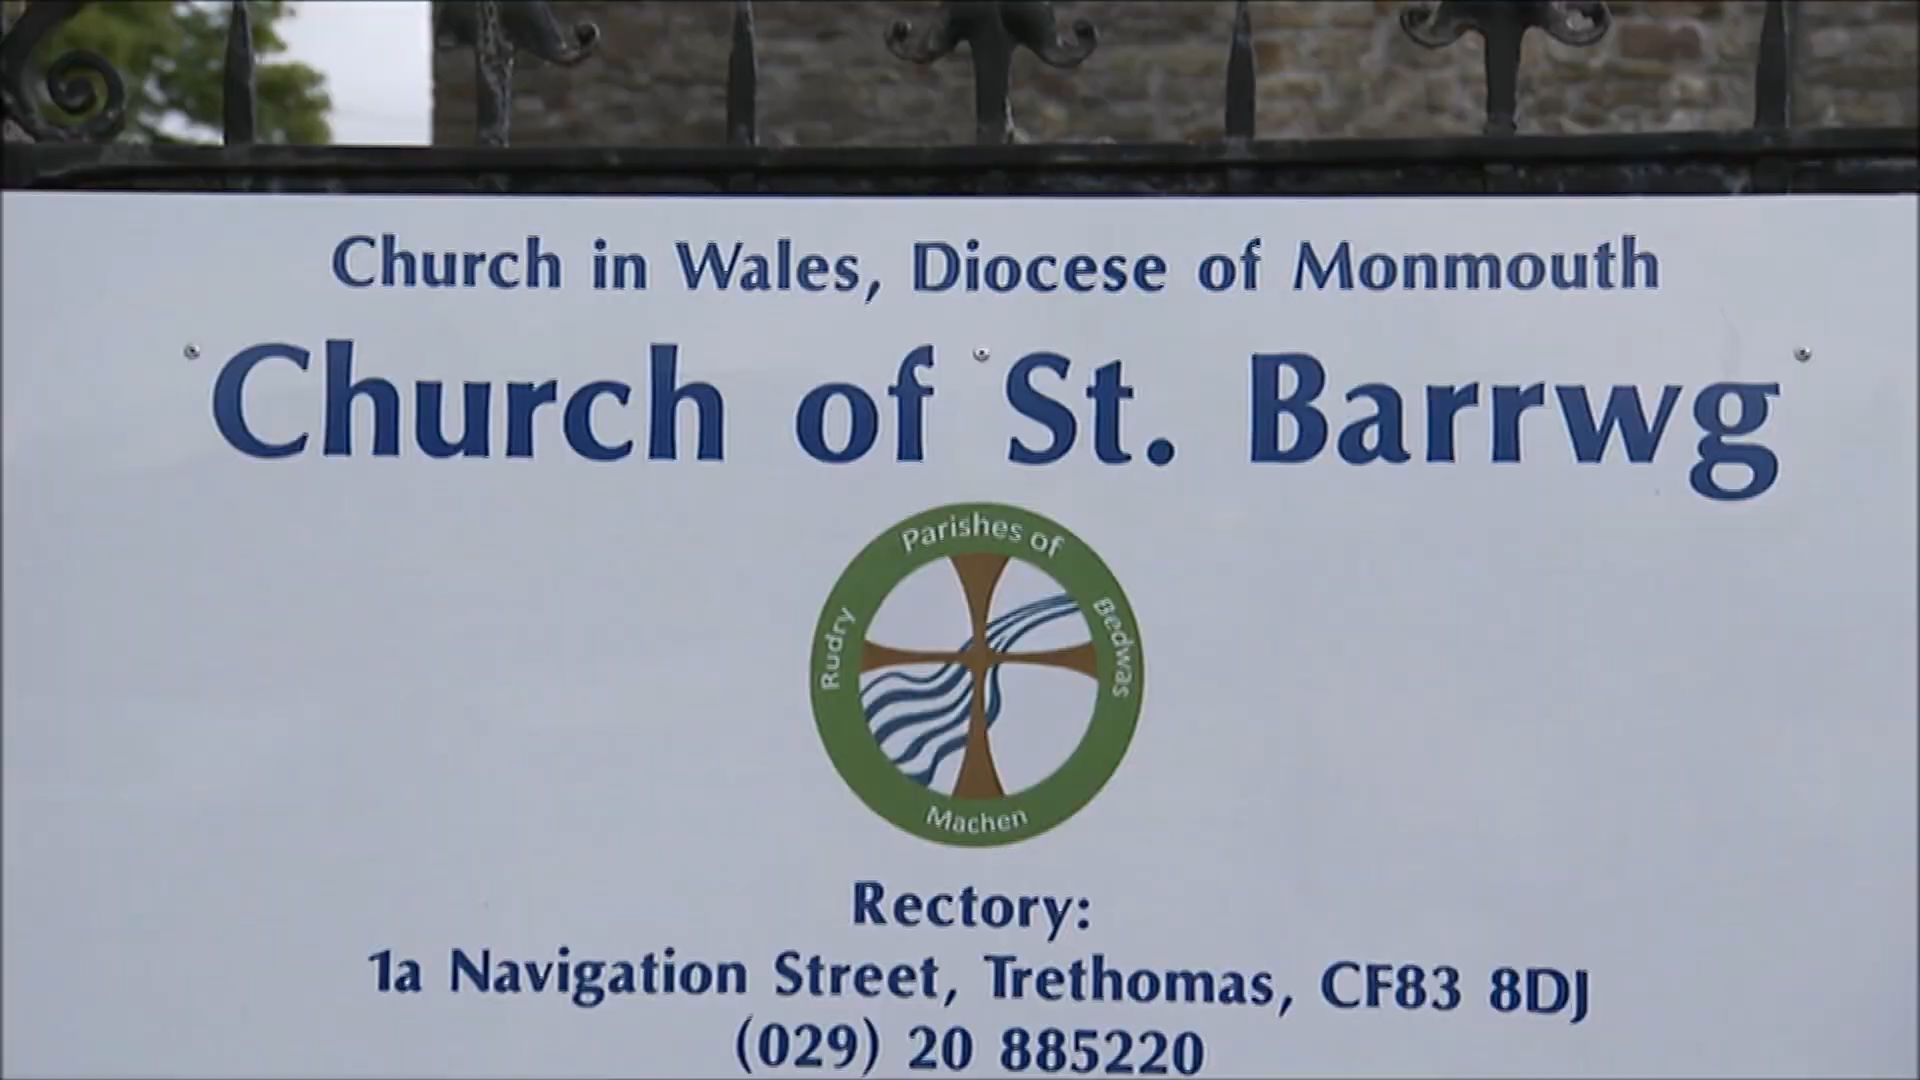 Church in Wales, Diocese of Monmouth
Church of St. Barrwg
Parishes of
Rudry
Bedwas
Machen
Rectory:
1a Navigation Street, Trethomas, CF83 8DJ
(029) 20 885220